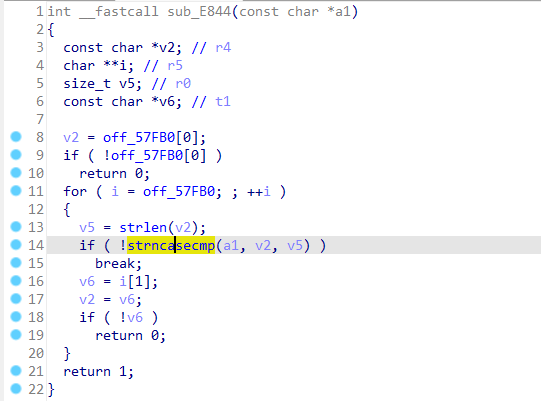 1 int __fastcall sub_E844(const char *a1)
2 {
3   const char *v2; // r4
4   char **i; // r5
5   size_t v5; // r0
6   const char *v6; // t1
7
8   v2 = off_57FB0[0];
9   if ( !off_57FB0[0] )
10     return 0;
11   for ( i = off_57FB0; ; ++i )
12   {
13     v5 = strlen(v2);
14     if ( !strncasecmp(a1, v2, v5) )
15       break;
16     v6 = i[1];
17     v2 = v6;
18     if ( !v6 )
19       return 0;
20   }
21   return 1;
22 }